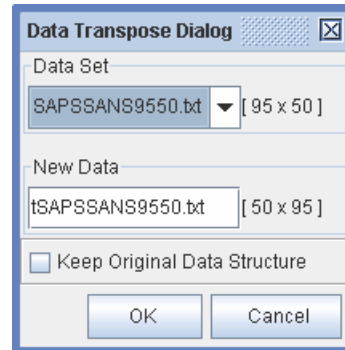 Data Transpose Dialog
Data Set
SAPSSANS9550.txt [ 95 x 50 ]
New Data
tSAPSSANS9550.txt [ 50 x 95 ]
Keep Original Data Structure
OK Cancel